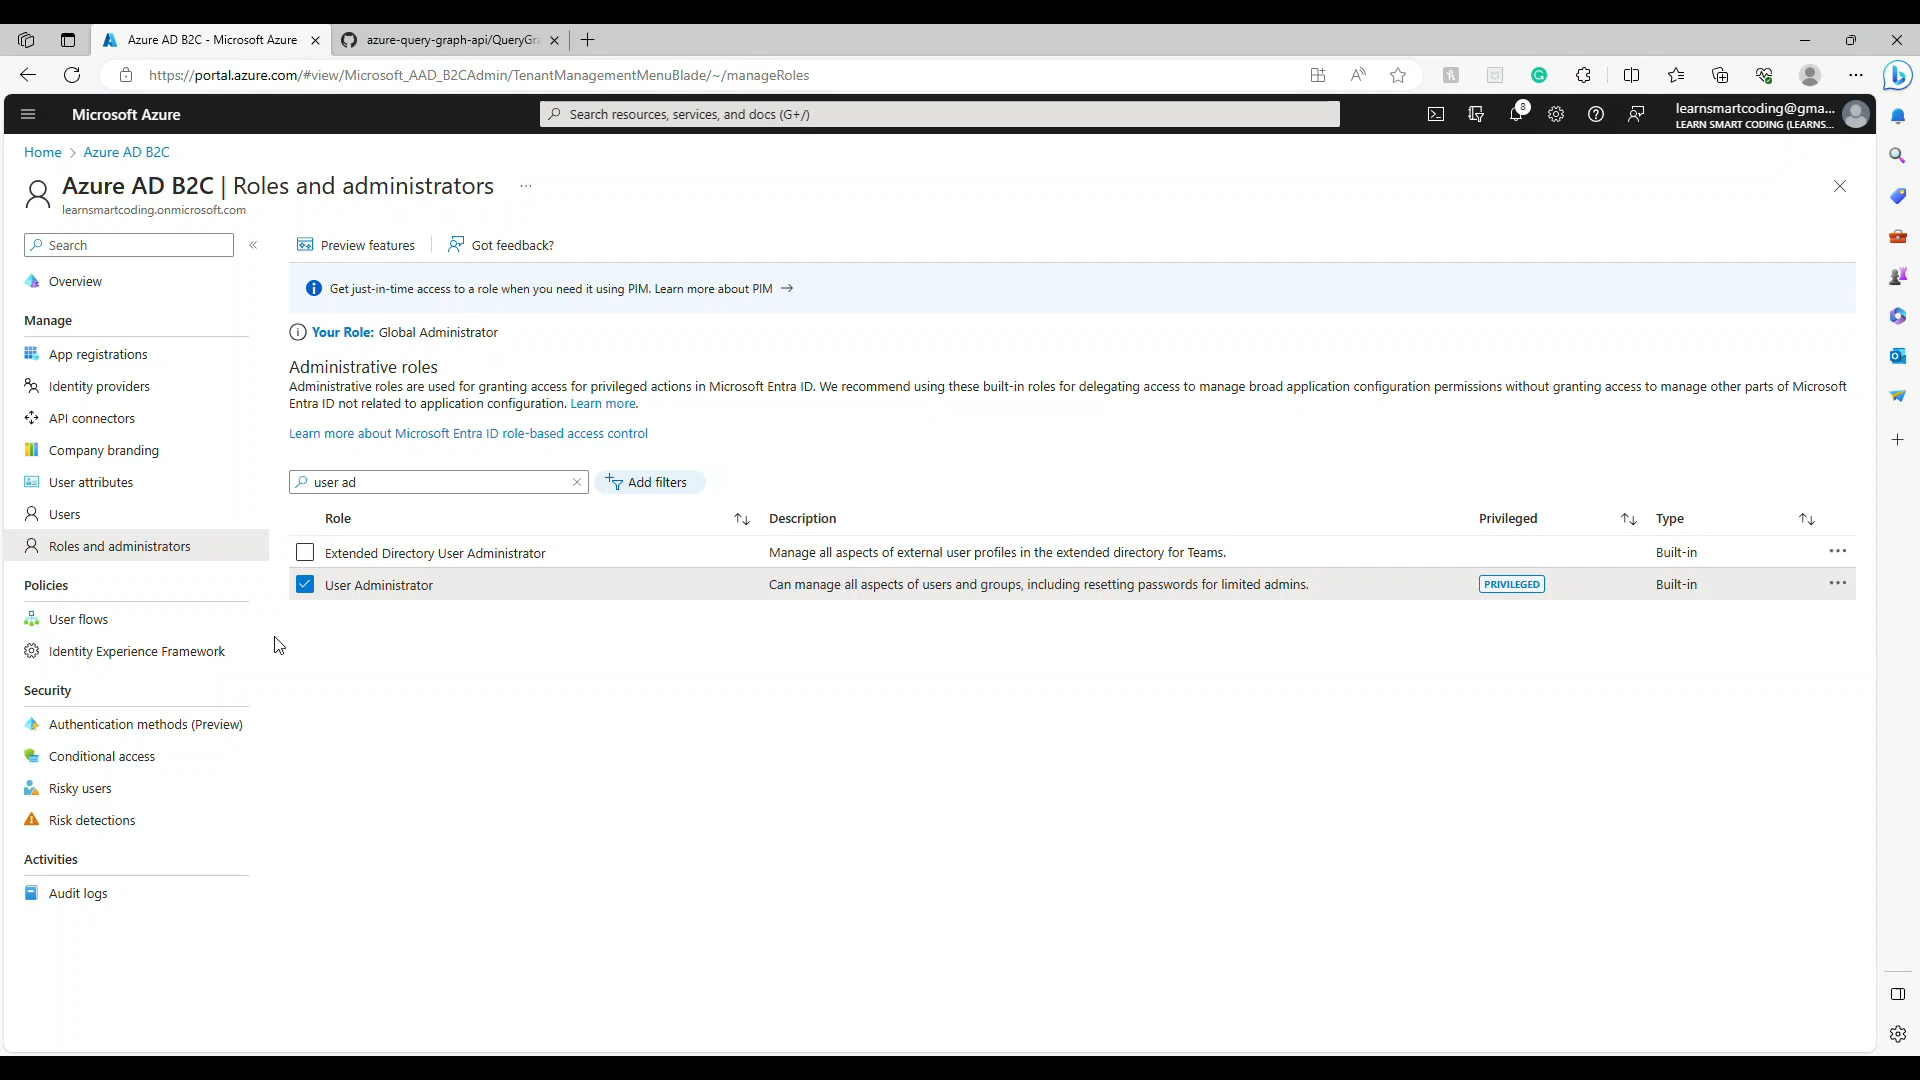 Azure AD B2C - Microsoft Azure
azure-query-graph-api/QueryGr
https://portal.azure.com/#view/Microsoft_AAD_B2CAdmin/TenantManagementMenuBlade/~/manageRoles
Microsoft Azure
Search resources, services, and docs (G+/)
8
learnsmartcoding@gma...
LEARN SMART CODING (LEARNS...
Home > Azure AD B2C
Azure AD B2C | Roles and administrators ...
learnsmartcoding.onmicrosoft.com
Search
Overview
Manage
App registrations
Identity providers
API connectors
Company branding
User attributes
Users
Roles and administrators
Policies
User flows
Identity Experience Framework
Security
Authentication methods (Preview)
Conditional access
Risky users
Risk detections
Activities
Audit logs
Preview features
Got feedback?
Get just-in-time access to a role when you need it using PIM. Learn more about PIM →
Your Role: Global Administrator
Administrative roles
Administrative roles are used for granting access for privileged actions in Microsoft Entra ID. We recommend using these built-in roles for delegating access to manage broad application configuration permissions without granting access to manage other parts of Microsoft
Entra ID not related to application configuration. Learn more.
Learn more about Microsoft Entra ID role-based access control
user ad
Add filters
Role Description Privileged Type
Extended Directory User Administrator Manage all aspects of external user profiles in the extended directory for Teams. Built-in ...
User Administrator Can manage all aspects of users and groups, including resetting passwords for limited admins. PRIVILEGED Built-in ...